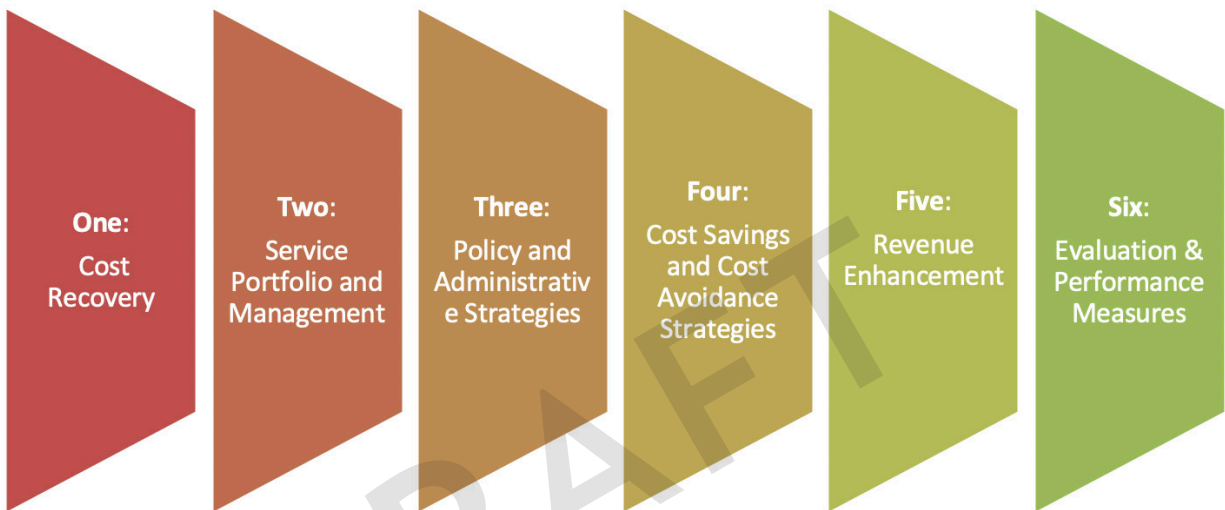 One:
Cost
Recovery
Two:
Service
Portfolio and
Management
Three:
Policy and
Administrativ
e Strategies
Four:
Cost Savings
and Cost
Avoidance
Strategies
Five:
Revenue
Enhancement
Six:
Evaluation &
Performance
Measures
RAFT